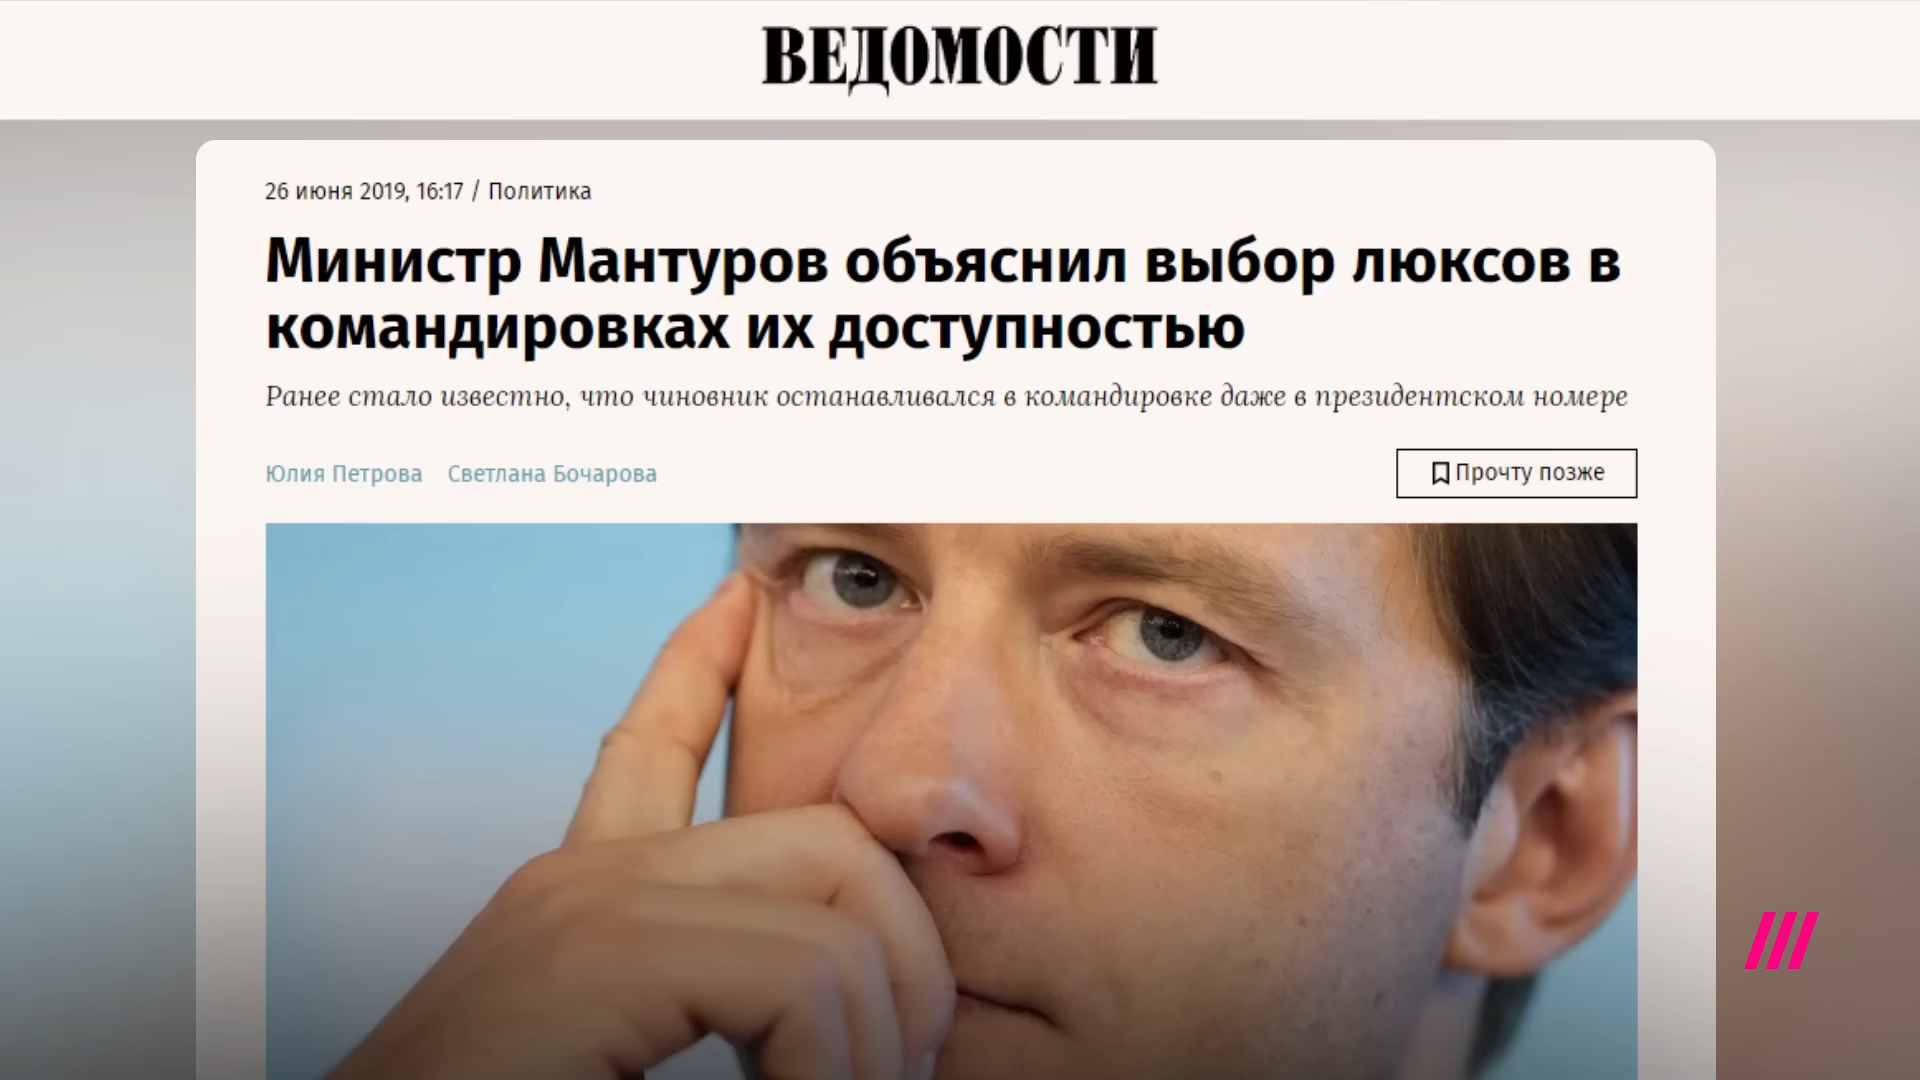 ВЕДОМОСТИ
26 июня 2019, 16:17 / Политика
Министр Мантуров объяснил выбор люксов в
командировках их доступностью
Ранее стало известно, что чиновник останавливался в командировке даже в президентском номере
Юлия Петрова Светлана Бочарова
Прочту позже